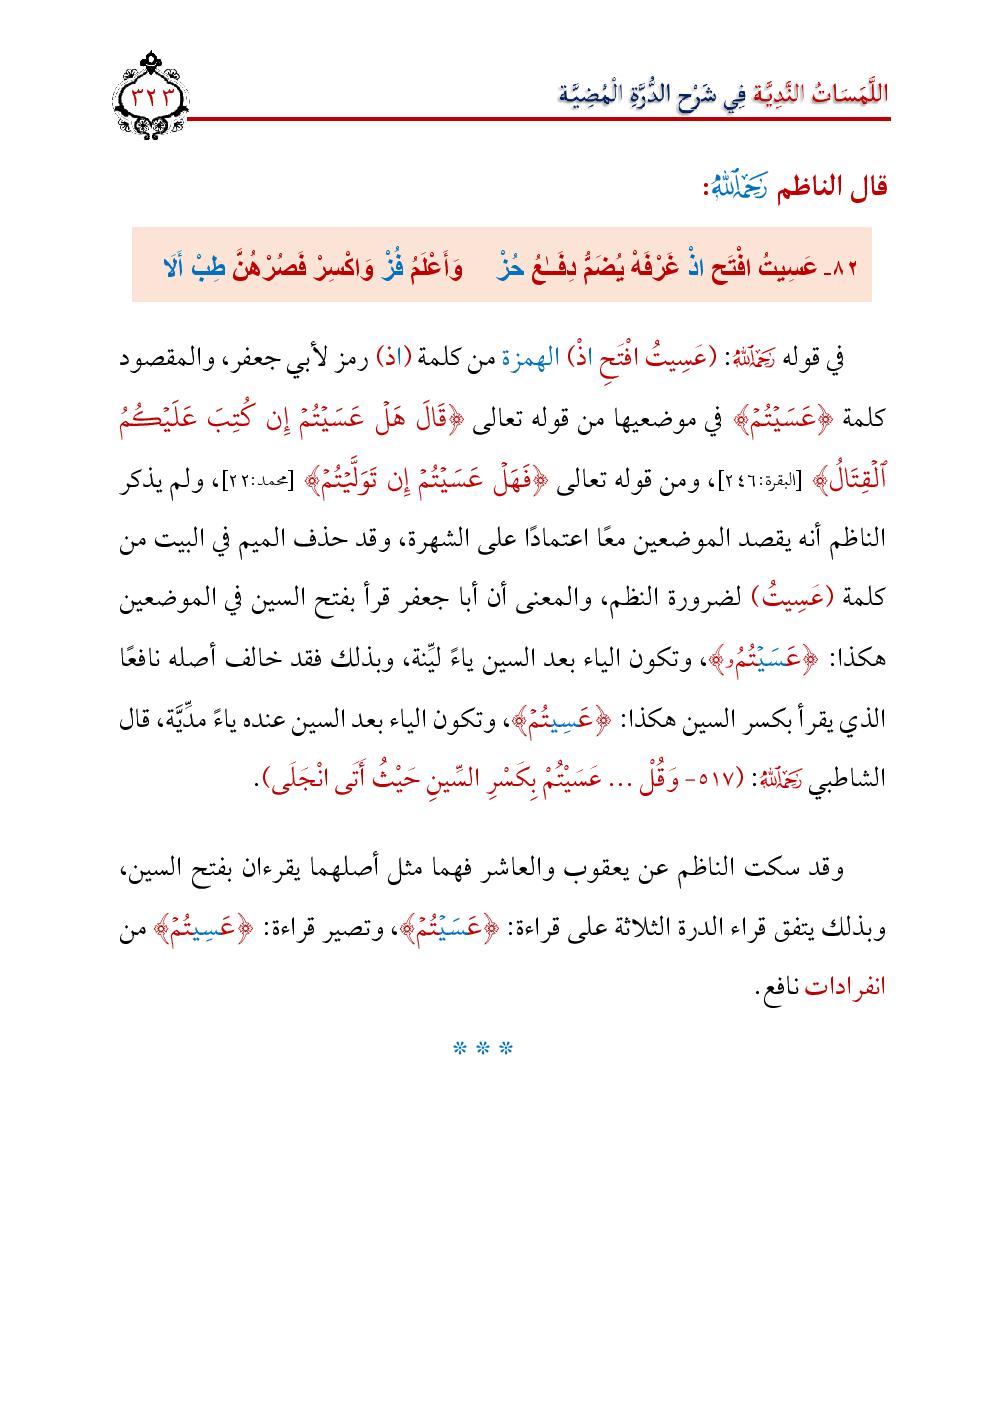 اللَّمَسَاتُ النَّدِيَّة فِي شَرْحِ الدُّرَّةِ الْمُضِيَّة
٣٢٣
قال الناظم رَحِمَهُ ٱللَّهُ:
٨٢- عَسِيتُ افْتَح اذْ غَرْفَهْ يُضَمُّ دِفَـٰعُ حُزْ وَأَعْلَمُ فُزْ وَاكْسِرْ فَصُرْهُنَّ طِبْ أَلَا
في قوله رَحِمَهُ ٱللَّهُ: (عَسِيتُ افْتَحِ اذْ) الهمزة من كلمة (اذ) رمز لأبي جعفر، والمقصود
كلمة ﴿عَسَيْتُمْ﴾ في موضعيها من قوله تعالى ﴿قَالَ هَلْ عَسَيْتُمْ إِن كُتِبَ عَلَيْكُمُ
ٱلْقِتَالُ﴾ [البقرة:٢٤٦]، ومن قوله تعالى ﴿فَهَلْ عَسَيْتُمْ إِن تَوَلَّيْتُمْ﴾ [محمد:٢٢]، ولم يذكر
الناظم أنه يقصد الموضعين معًا اعتمادًا على الشهرة، وقد حذف الميم في البيت من
كلمة (عَسِيتُ) لضرورة النظم، والمعنى أن أبا جعفر قرأ بفتح السين في الموضعين
هكذا: ﴿عَسَيْتُمُۥ﴾، وتكون الياء بعد السين ياءً ليِّنة، وبذلك فقد خالف أصله نافعًا
الذي يقرأ بكسر السين هكذا: ﴿عَسِيتُمْ﴾، وتكون الياء بعد السين عنده ياءً مدِّيَّة، قال
الشاطبي رَحِمَهُ ٱللَّهُ: (٥١٧- وَقُلْ ... عَسَيْتُمْ بِكَسْرِ السِّينِ حَيْثُ أَتَى انْجَلَى).
وقد سكت الناظم عن يعقوب والعاشر فهما مثل أصلهما يقرءان بفتح السين،
وبذلك يتفق قراء الدرة الثلاثة على قراءة: ﴿عَسَيْتُمْ﴾، وتصير قراءة: ﴿عَسِيتُمْ﴾ من
انفرادات نافع.
* * *